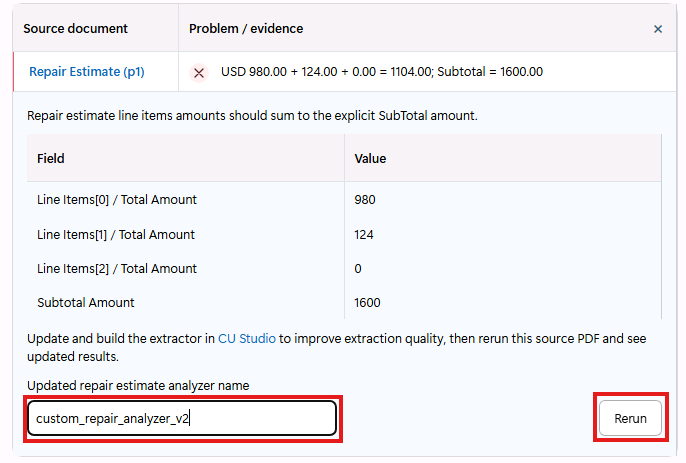 Source document Problem / evidence ×
Repair Estimate (p1) USD 980.00 + 124.00 + 0.00 = 1104.00; Subtotal = 1600.00
Repair estimate line items amounts should sum to the explicit SubTotal amount.
Field Value
Line Items[0] / Total Amount 980
Line Items[1] / Total Amount 124
Line Items[2] / Total Amount 0
Subtotal Amount 1600
Update and build the extractor in CU Studio to improve extraction quality, then rerun this source PDF and see
updated results.
Updated repair estimate analyzer name
custom_repair_analyzer_v2 Rerun